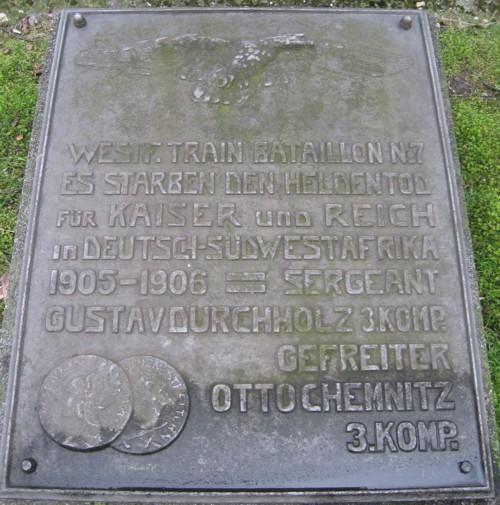 WESTF. TRAIN BATAILLON N:7
ES STARBEN DEN HELDENTOD
FÜR KAISER und REICH
in DEUTSCH-SÜDWESTAFRIKA
1905-1906 = SERGEANT
GUSTAV DURCHHOLZ 3.KOMP.
GEFREITER
OTTO CHEMNITZ
3.KOMP.